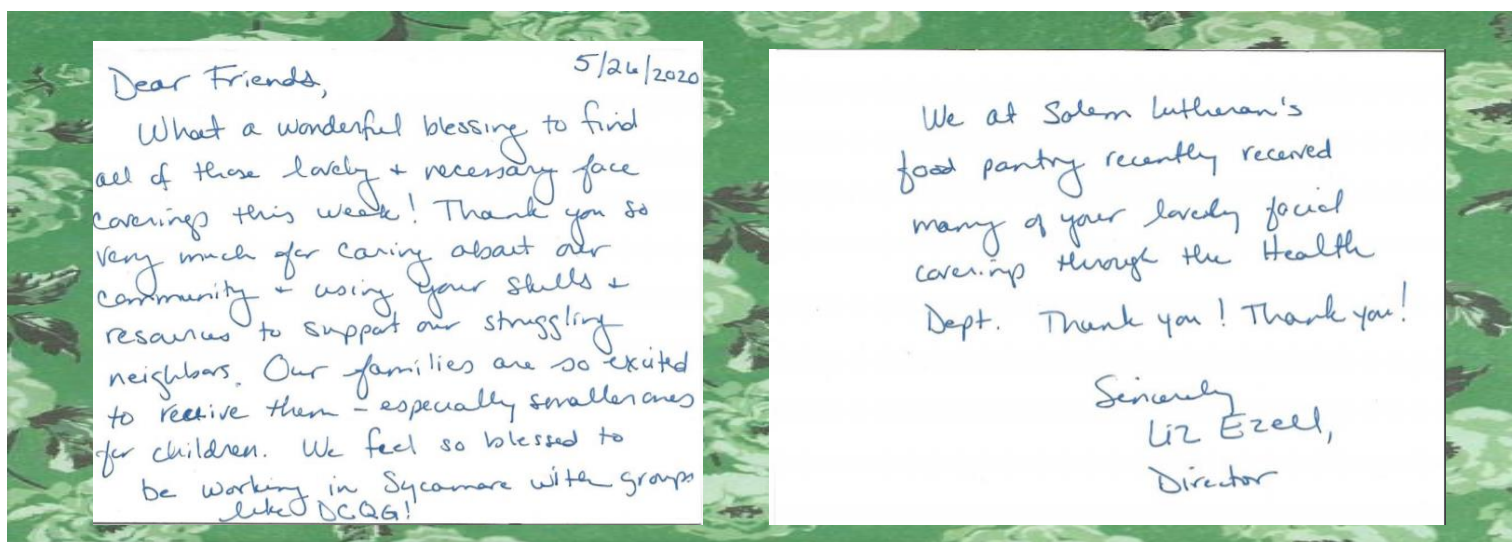 5/26/2020
Dear Friends,
What a wonderful blessing to find
all of those lovely + necessary face
coverings this week! Thank you so
very much for caring about our
community + using your skills +
resources to support our struggling
neighbors. Our families are so excited
to receive them - especially smaller ones
for children. We feel so blessed to
be working in Sycamore with groups
like DCQG!
We at Salem Lutheran's
food pantry recently received
many of your lovely facial
coverings through the Health
Dept. Thank you! Thank you!
Sincerely
Liz Ezell,
Director